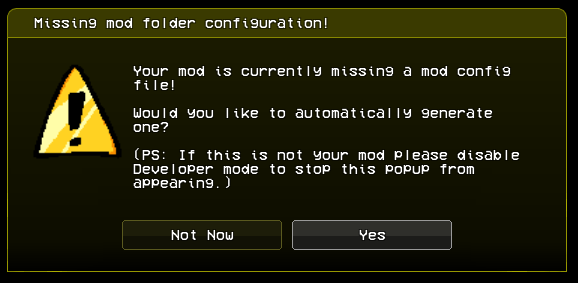 Missing mod folder configuration!
Your mod is currently missing a mod config
file!
Would you like to automatically generate
one?
(PS: If this is not your mod please disable
Developer mode to stop this popup from
appearing.)
Not Now
Yes